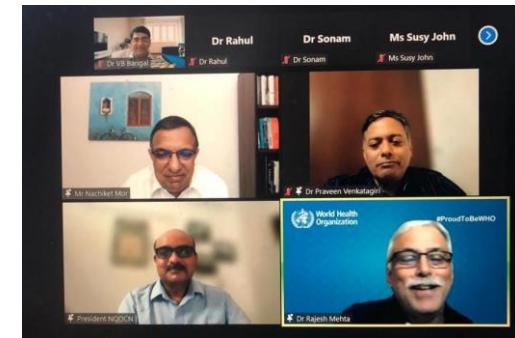 Dr Rahul
Dr Sonam
Ms Susy John
Dr VB Bangal
Dr Rahul
Dr Sonam
Ms Susy John
Mr Nachiket Mor
Dr Praveen Venkatagiri
World Health
Organization
#ProudToBeWHO
President NQOCN
Dr Rajesh Mehta